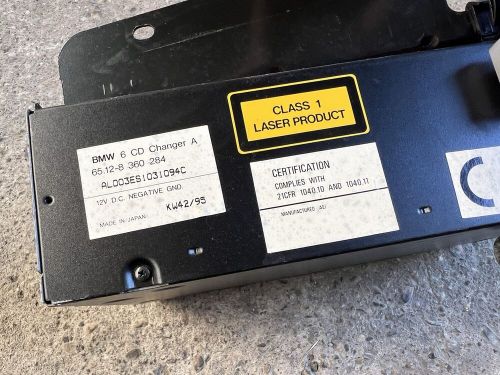 BMW 6 CD Changer A
65.12-8 360 284
AL003ES1031094C
12V D.C. NEGATIVE GND
MADE IN JAPAN KW42/95
CLASS 1
LASER PRODUCT
CERTIFICATION
COMPLIES WITH
21CFR 1040.10 AND 1040.11
MANUFACTURED
C